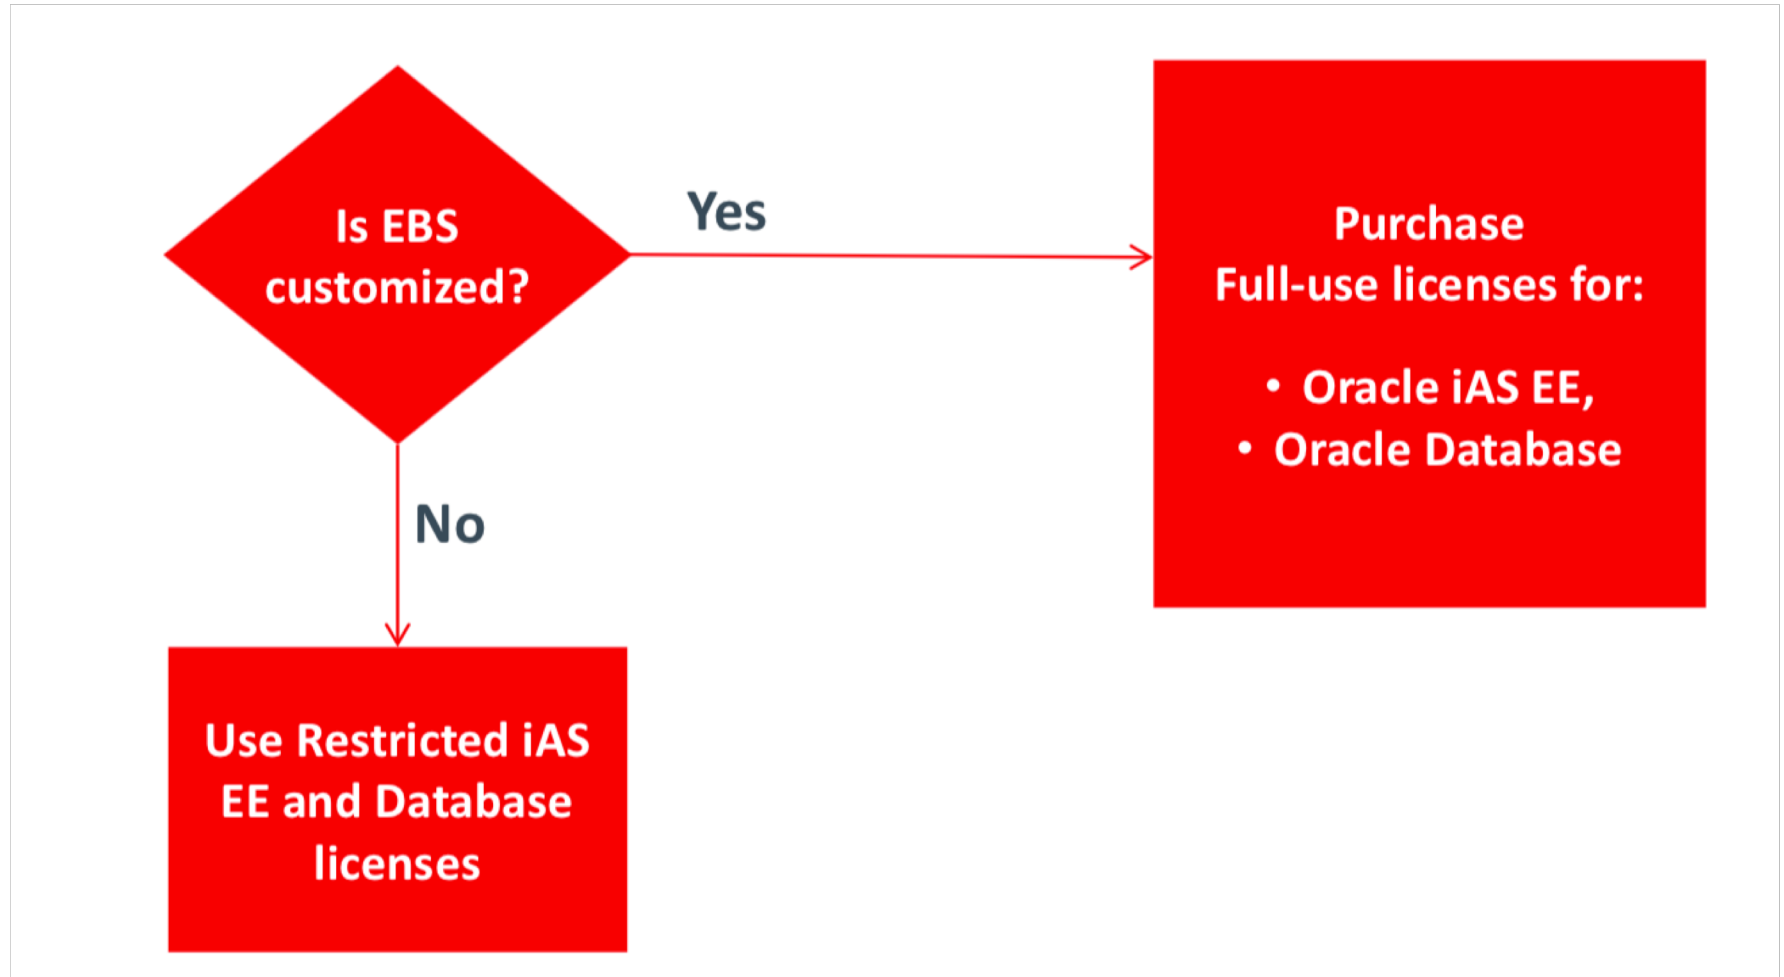 Is EBS
customized?
Yes
Purchase
Full-use licenses for:
• Oracle iAS EE,
• Oracle Database
No
Use Restricted iAS
EE and Database
licenses